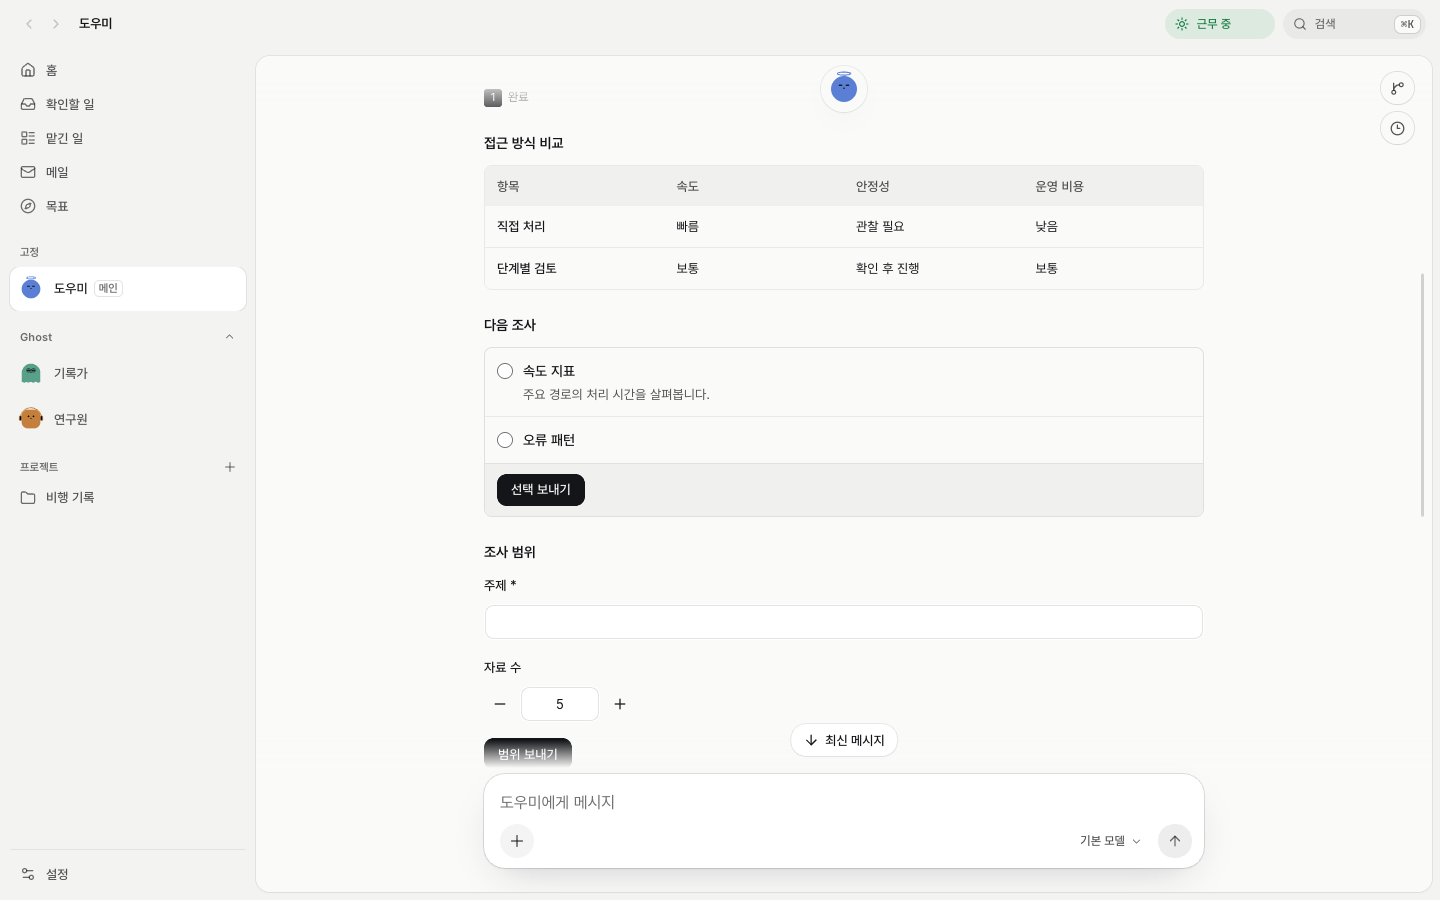 도우미
근무 중
검색
⌘K
홈
확인할 일
맡긴 일
메일
목표
고정
도우미 메인
Ghost
기록가
연구원
프로젝트
비행 기록
설정
1 완료
접근 방식 비교
항목 속도 안정성 운영 비용
직접 처리 빠름 관찰 필요 낮음
단계별 검토 보통 확인 후 진행 보통
다음 조사
속도 지표
주요 경로의 처리 시간을 살펴봅니다.
오류 패턴
선택 보내기
조사 범위
주제 *
자료 수
5
최신 메시지
범위 보내기
도우미에게 메시지
기본 모델